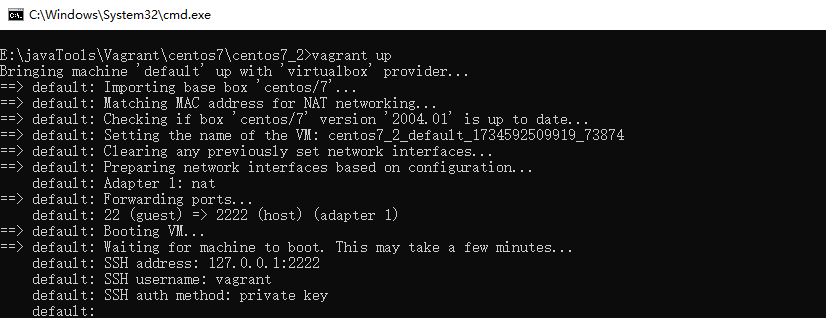 C:\Windows\System32\cmd.exe
E:\javaTools\Vagrant\centos7\centos7_2>vagrant up
Bringing machine 'default' up with 'virtualbox' provider...
==> default: Importing base box 'centos/7'...
==> default: Matching MAC address for NAT networking...
==> default: Checking if box 'centos/7' version '2004.01' is up to date...
==> default: Setting the name of the VM: centos7_2_default_1734592509919_73874
==> default: Clearing any previously set network interfaces...
==> default: Preparing network interfaces based on configuration...
    default: Adapter 1: nat
==> default: Forwarding ports...
    default: 22 (guest) => 2222 (host) (adapter 1)
==> default: Booting VM...
==> default: Waiting for machine to boot. This may take a few minutes...
    default: SSH address: 127.0.0.1:2222
    default: SSH username: vagrant
    default: SSH auth method: private key
    default: